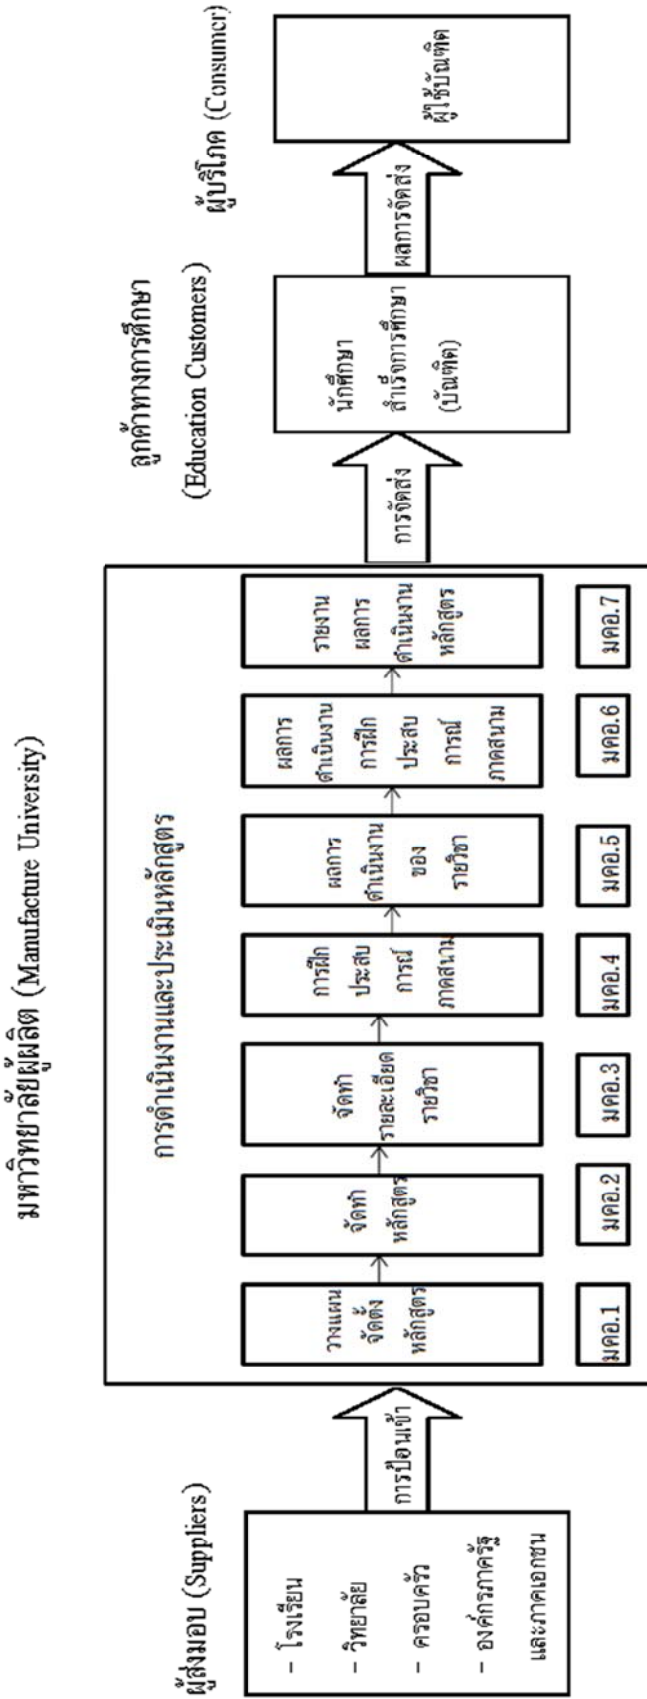 มหาวิทยาลัยผู้ผลิต (Manufacture University)
ผู้ส่งมอบ (Suppliers)
- โรงเรียน
- วิทยาลัย
- ครอบครัว
- องค์กรภาครัฐ
และภาคเอกชน
การป้อนเข้า
การดำเนินงานและประเมินหลักสูตร
วางแผน
จัดตั้ง
หลักสูตร
มคอ.1
จัดทำ
หลักสูตร
มคอ.2
จัดทำ
รายละเอียด
รายวิชา
มคอ.3
การฝึก
ประสบ
การณ์
ภาคสนาม
มคอ.4
ผลการ
ดำเนินงาน
ของ
รายวิชา
มคอ.5
ผลการ
ดำเนินงาน
การฝึก
ประสบ
การณ์
ภาคสนาม
มคอ.6
รายงาน
ผลการ
ดำเนินงาน
หลักสูตร
มคอ.7
การจัดส่ง
ลูกค้าทางการศึกษา
(Education Customers)
นักศึกษา
สำเร็จการศึกษา
(บัณฑิต)
ผลการจัดส่ง
ผู้บริโภค (Consumer)
ผู้ใช้บัณฑิต